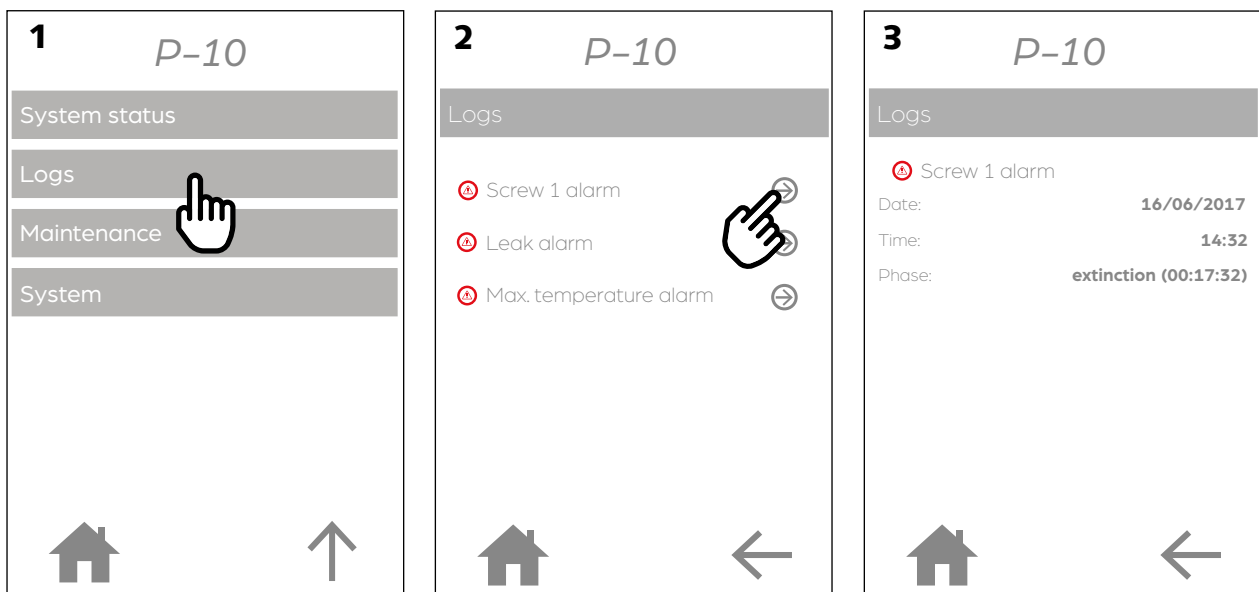 1
P-10
System status
Logs
Maintenance
System
2
P-10
Logs
Screw 1 alarm
Leak alarm
Max. temperature alarm
3
P-10
Logs
Screw 1 alarm
Date: 16/06/2017
Time: 14:32
Phase: extinction (00:17:32)